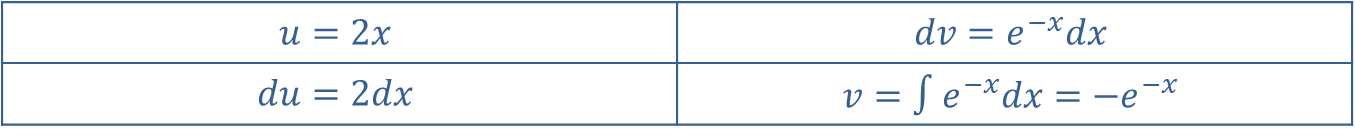 u = 2x
dv = e^{-x}dx
du = 2dx
v = ∫ e^{-x}dx = -e^{-x}